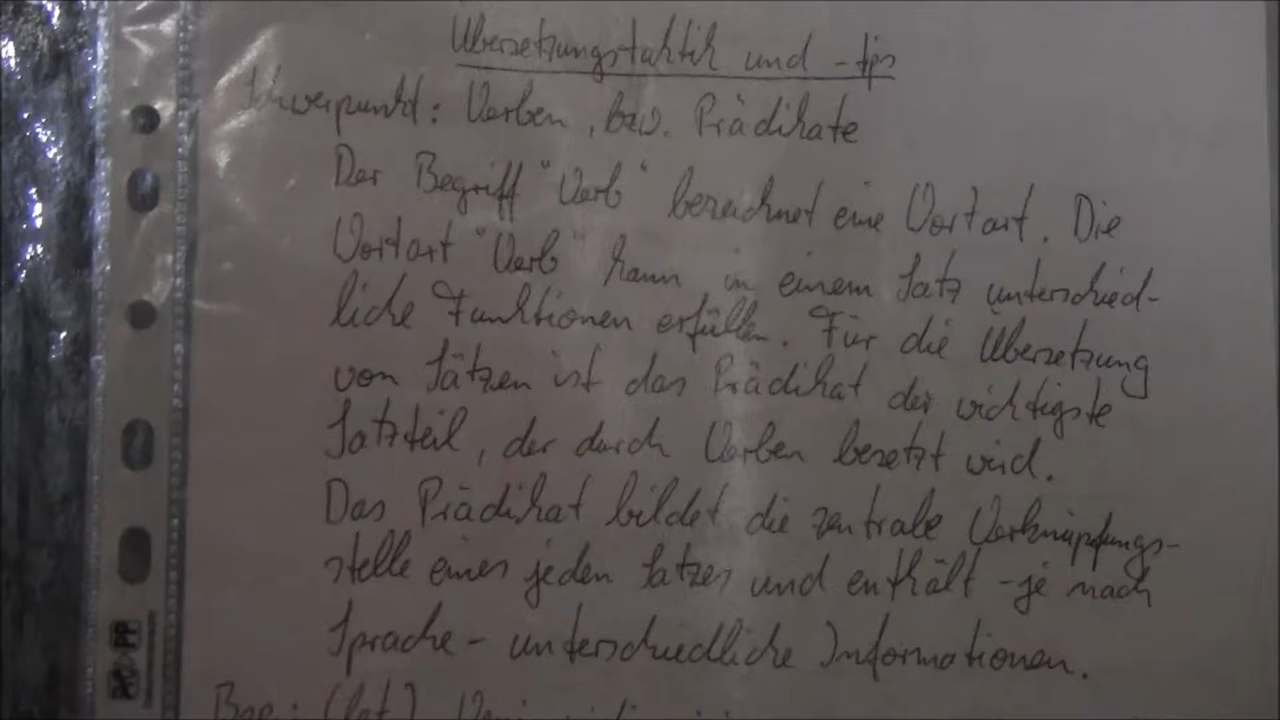 Übersetzungstaktik und -tips
Schwerpunkt: Verben, bzw. Prädikate
Der Begriff "Verb" bezeichnet eine Wortart. Die
Wortart "Verb" kann in einem Satz unterschied-
liche Funktionen erfüllen. Für die Übersetzung
von Sätzen ist das Prädikat der wichtigste
Satzteil, der durch Verben besetzt wird.
Das Prädikat bildet die zentrale Verknüpfungs-
stelle eines jeden Satzes und enthält - je nach
Sprache - unterschiedliche Informationen.
Bsp.: (lat.)
PP